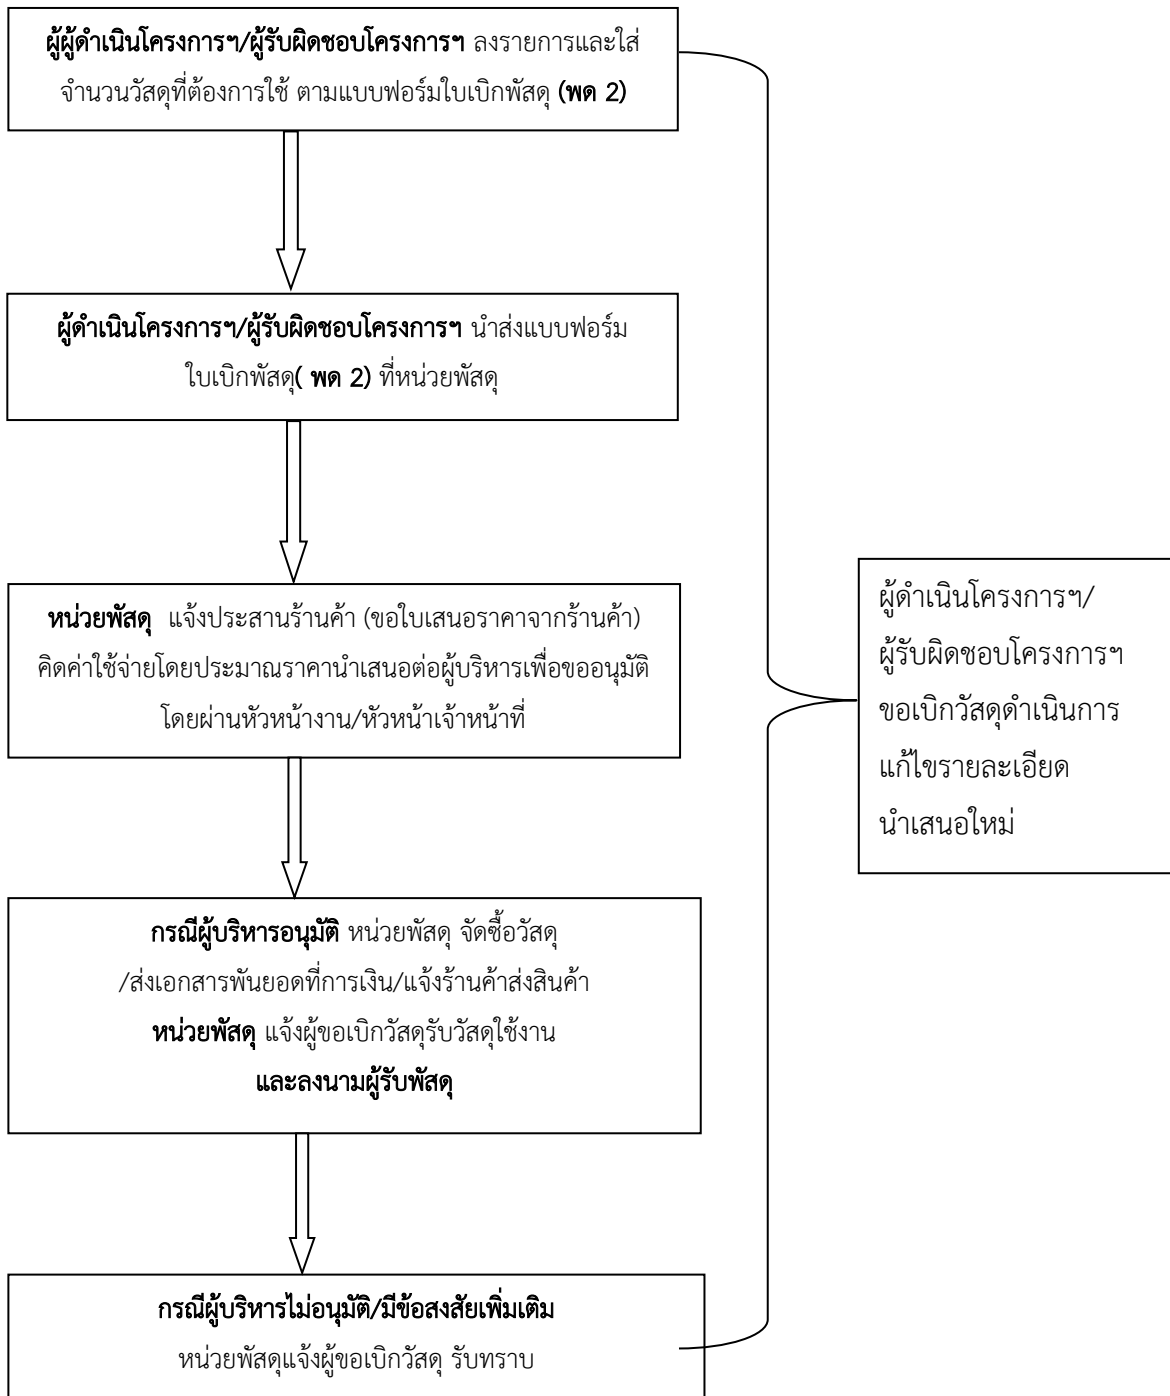 ผู้ผู้ดำเนินโครงการฯ/ผู้รับผิดชอบโครงการฯ ลงรายการและใส่
จำนวนวัสดุที่ต้องการใช้ ตามแบบฟอร์มใบเบิกพัสดุ (พด 2)
ผู้ดำเนินโครงการฯ/ผู้รับผิดชอบโครงการฯ นำส่งแบบฟอร์ม
ใบเบิกพัสดุ( พด 2) ที่หน่วยพัสดุ
หน่วยพัสดุ  แจ้งประสานร้านค้า (ขอใบเสนอราคาจากร้านค้า)
คิดค่าใช้จ่ายโดยประมาณราคานำเสนอต่อผู้บริหารเพื่อขออนุมัติ
โดยผ่านหัวหน้างาน/หัวหน้าเจ้าหน้าที่
กรณีผู้บริหารอนุมัติ หน่วยพัสดุ จัดซื้อวัสดุ
/ส่งเอกสารพันยอดที่การเงิน/แจ้งร้านค้าส่งสินค้า
หน่วยพัสดุ แจ้งผู้ขอเบิกวัสดุรับวัสดุใช้งาน
และลงนามผู้รับพัสดุ
กรณีผู้บริหารไม่อนุมัติ/มีข้อสงสัยเพิ่มเติม
หน่วยพัสดุแจ้งผู้ขอเบิกวัสดุ รับทราบ
ผู้ดำเนินโครงการฯ/
ผู้รับผิดชอบโครงการฯ
ขอเบิกวัสดุดำเนินการ
แก้ไขรายละเอียด
นำเสนอใหม่